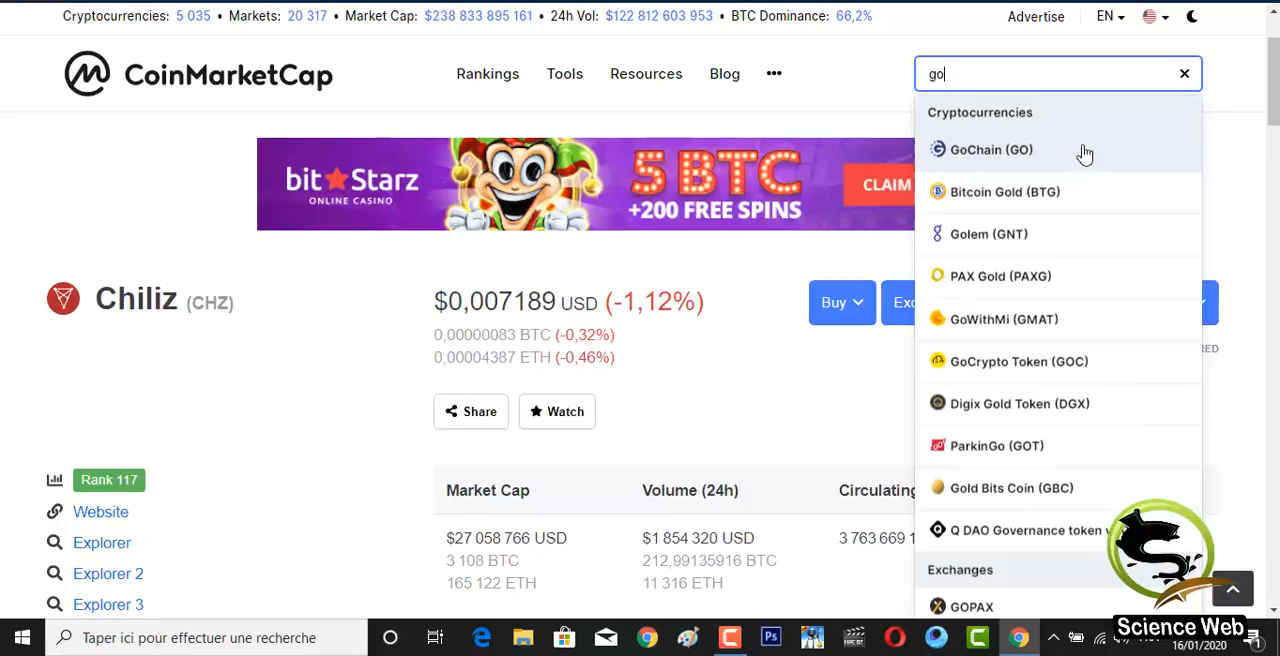 Cryptocurrencies: 5 035 • Markets: 20 317 • Market Cap: $238 833 895 161 • 24h Vol: $122 812 603 953 • BTC Dominance: 66,2% Advertise EN
CoinMarketCap Rankings Tools Resources Blog ••• go ✕
Cryptocurrencies
GoChain (GO)
Bitcoin Gold (BTG)
Golem (GNT)
PAX Gold (PAXG)
GoWithMi (GMAT)
GoCrypto Token (GOC)
Digix Gold Token (DGX)
ParkinGo (GOT)
Gold Bits Coin (GBC)
Q DAO Governance token
Exchanges
GOPAX
bitStarz
ONLINE CASINO
5 BTC
+200 FREE SPINS
CLAIM
Chiliz (CHZ)
$0,007189 USD (-1,12%)
0,00000083 BTC (-0,32%)
0,00004387 ETH (-0,46%)
Buy
Share Watch
Rank 117
Website
Explorer
Explorer 2
Explorer 3
Market Cap Volume (24h) Circulating
$27 058 766 USD $1 854 320 USD 3 763 669 1
3 108 BTC 212,99135916 BTC
165 122 ETH 11 316 ETH
Taper ici pour effectuer une recherche
Science Web
16/01/2020